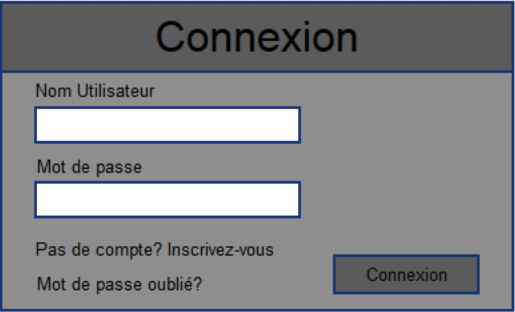 Connexion
Nom Utilisateur
Mot de passe
Pas de compte? Inscrivez-vous
Mot de passe oublié?
Connexion